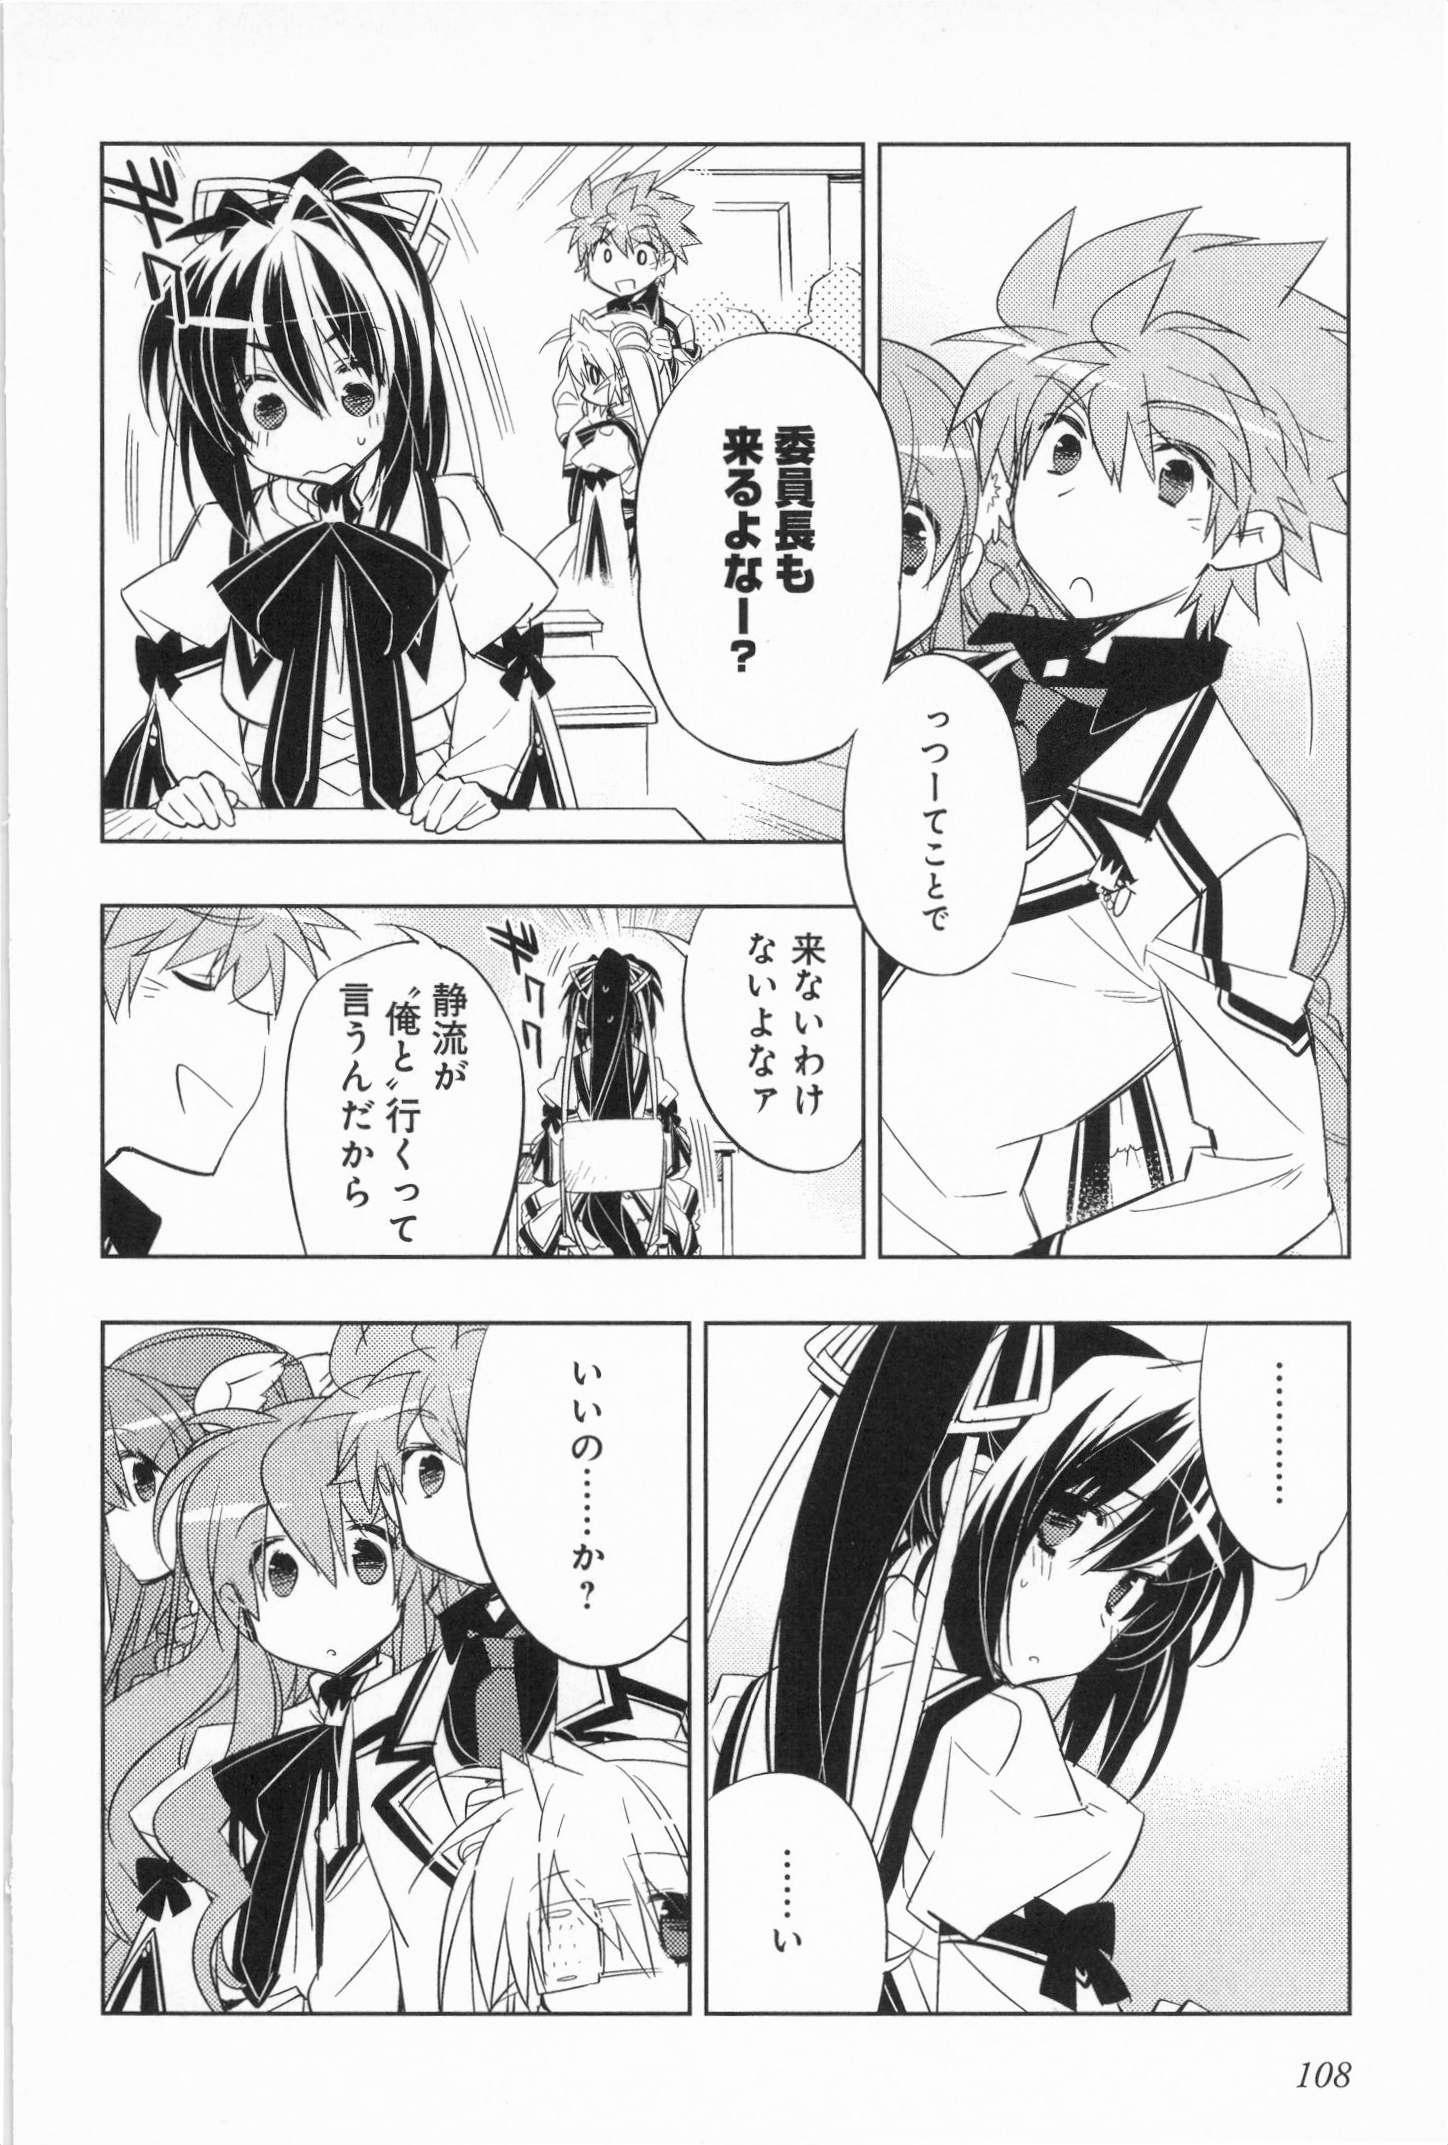 っつーてことで
委員長も
来るよなー？
ギクッ
来ないわけ
ないよなァ
ギクク
静流が
〝俺と〟行くって
言うんだから
…………
……い
いいの……か？
108